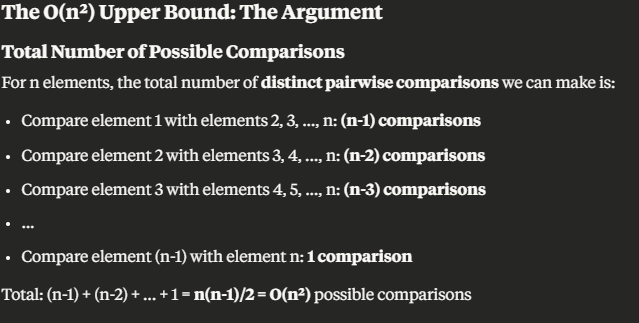 The O(n²) Upper Bound: The Argument
Total Number of Possible Comparisons
For n elements, the total number of distinct pairwise comparisons we can make is:
• Compare element 1 with elements 2, 3, ..., n: (n-1) comparisons
• Compare element 2 with elements 3, 4, ..., n: (n-2) comparisons
• Compare element 3 with elements 4, 5, ..., n: (n-3) comparisons
• ...
• Compare element (n-1) with element n: 1 comparison
Total: (n-1) + (n-2) + ... + 1 = n(n-1)/2 = O(n²) possible comparisons